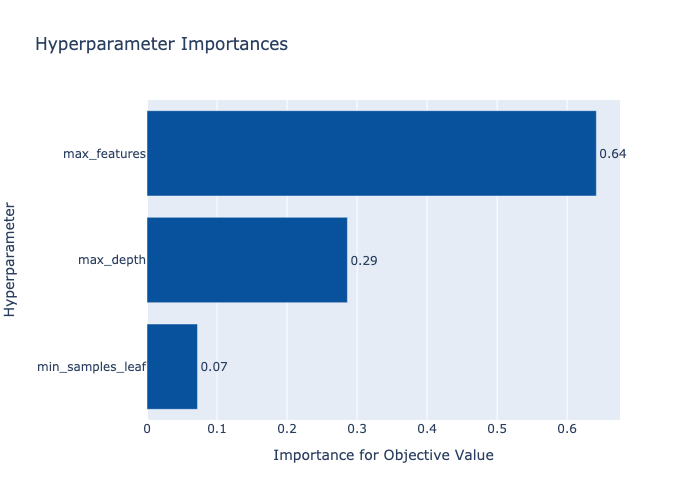 Hyperparameter Importances
Hyperparameter
max_features
0.64
max_depth
0.29
min_samples_leaf
0.07
0 0.1 0.2 0.3 0.4 0.5 0.6
Importance for Objective Value